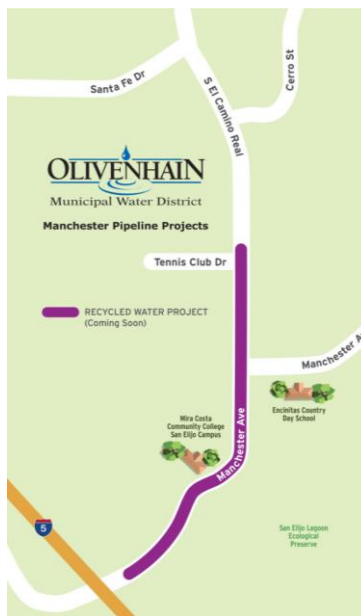 Santa Fe Dr
S El Camino Real
Cerro St
OLIVENHAIN
Municipal Water District
Manchester Pipeline Projects
Tennis Club Dr
RECYCLED WATER PROJECT
(Coming Soon)
Manchester Av
Encinitas Country
Day School
Mira Costa
Community College
San Elijo Campus
Manchester Ave
5
San Elijo Lagoon
Ecological
Preserve